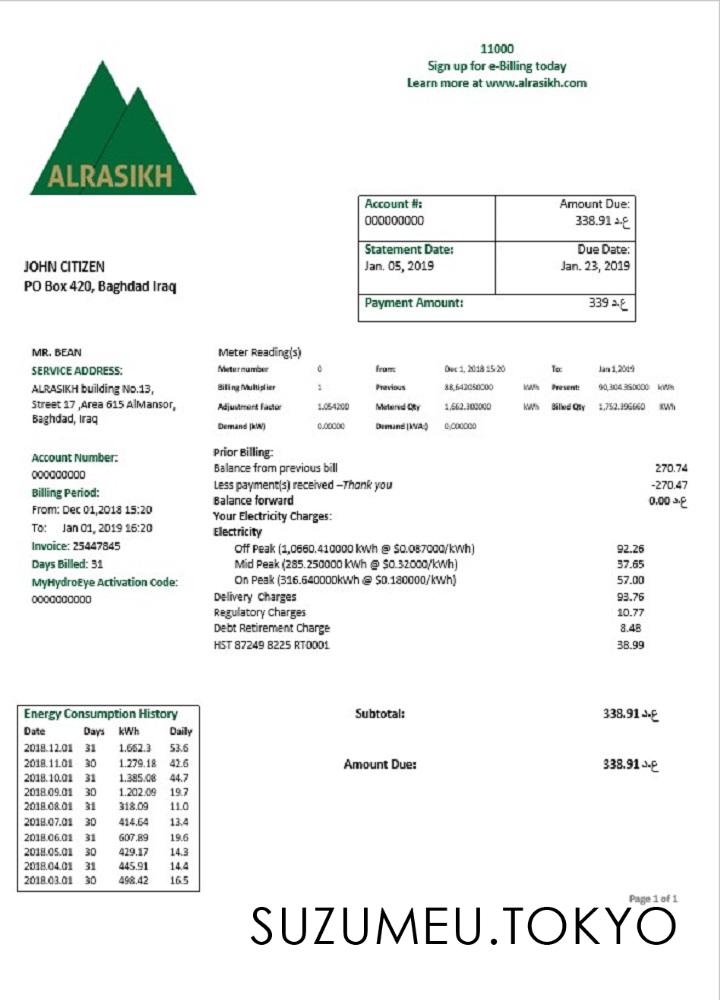 11000
Sign up for e-Billing today
Learn more at www.alrasikh.com
ALRASIKH
Account #: Amount Due:
000000000 338.91 د.ع
Statement Date: Due Date:
Jan. 05, 2019 Jan. 23, 2019
Payment Amount: 339 د.ع
JOHN CITIZEN
PO Box 420, Baghdad Iraq
MR. BEAN
SERVICE ADDRESS:
ALRASIKH building No.13,
Street 17 ,Area 615 AlMansor,
Baghdad, Iraq
Account Number:
000000000
Billing Period:
From: Dec 01,2018 15:20
To: Jan 01, 2019 16:20
Invoice: 25447845
Days Billed: 31
MyHydroEye Activation Code:
0000000000
Meter Reading(s)
Meter number 0 From: Dec 1, 2018 15:20 To: Jan 1,2019
Billing Multiplier 1 Previous 88,642050000 kWh Present: 90,304.350000 kWh
Adjustment Factor 1.054200 Metered Qty 1,662.300000 kWh Billed Qty 1,752.396660 KWh
Demand (kW) 0.00000 Demand (kVA:) 0,000000
Prior Billing:
Balance from previous bill 270.74
Less payment(s) received –Thank you -270.47
Balance forward 0.00 د.ع
Your Electricity Charges:
Electricity
Off Peak (1,0660.410000 kWh @ $0.087000/kWh) 92.26
Mid Peak (285.250000 kWh @ $0.32000/kWh) 37.65
On Peak (316.640000kWh @ $0.180000/kWh) 57.00
Delivery Charges 93.76
Regulatory Charges 10.77
Debt Retirement Charge 8.48
HST 87249 8225 RT0001 38.99
Energy Consumption History
Date Days kWh Daily
2018.12.01 31 1.662.3 53.6
2018.11.01 30 1.279.18 42.6
2018.10.01 31 1.385.08 44.7
2018.09.01 30 1.202.09 19.7
2018.08.01 31 318.09 11.0
2018.07.01 30 414.64 13.4
2018.06.01 31 607.89 19.6
2018.05.01 30 429.17 14.3
2018.04.01 31 445.91 14.4
2018.03.01 30 498.42 16.5
Subtotal: 338.91 د.ع
Amount Due: 338.91 د.ع
Page 1 of 1
SUZUMEU.TOKYO